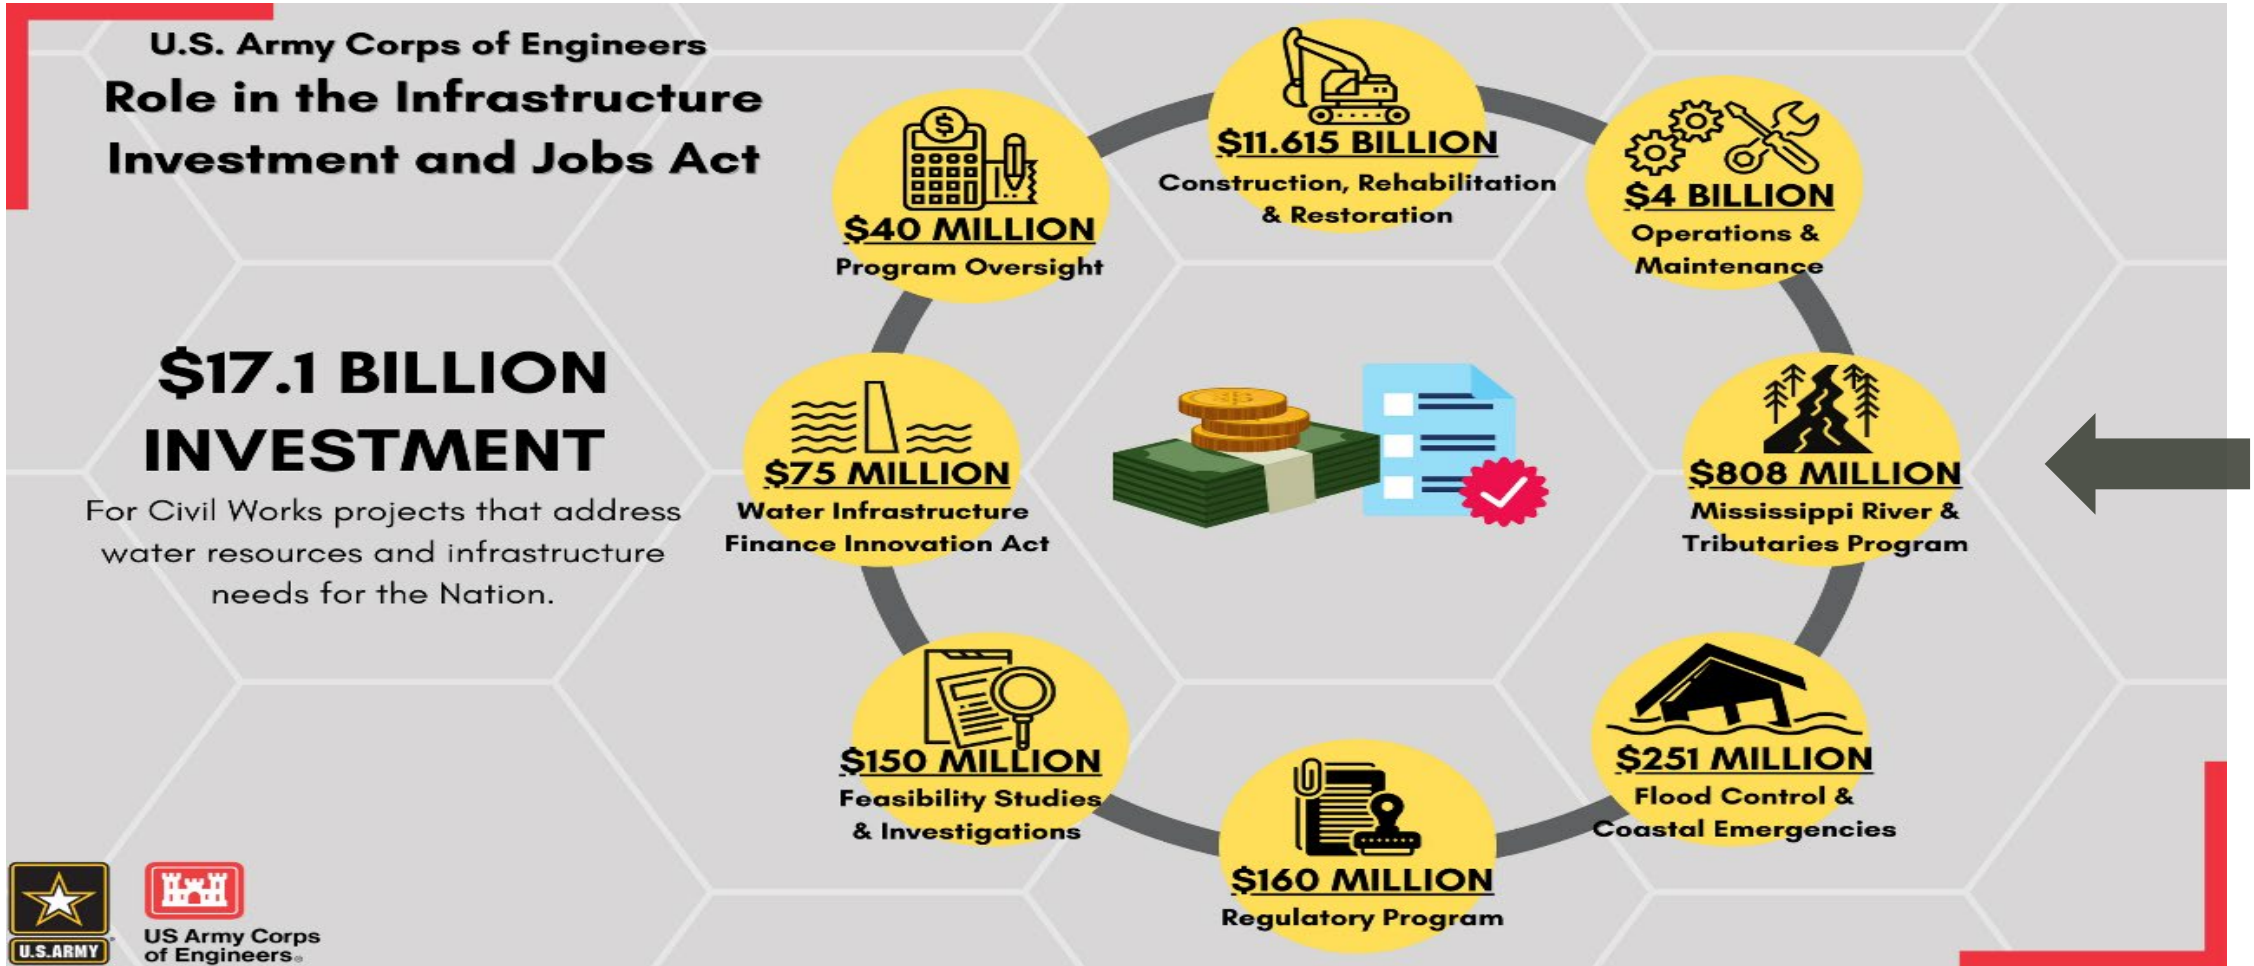 U.S. Army Corps of Engineers
Role in the Infrastructure
Investment and Jobs Act
$17.1 BILLION
INVESTMENT
For Civil Works projects that address
water resources and infrastructure
needs for the Nation.
$11.615 BILLION
Construction, Rehabilitation
& Restoration
$4 BILLION
Operations &
Maintenance
$808 MILLION
Mississippi River &
Tributaries Program
$251 MILLION
Flood Control &
Coastal Emergencies
$160 MILLION
Regulatory Program
$150 MILLION
Feasibility Studies
& Investigations
$75 MILLION
Water Infrastructure
Finance Innovation Act
$
$40 MILLION
Program Oversight
$
U.S.ARMY
US Army Corps
of Engineers®